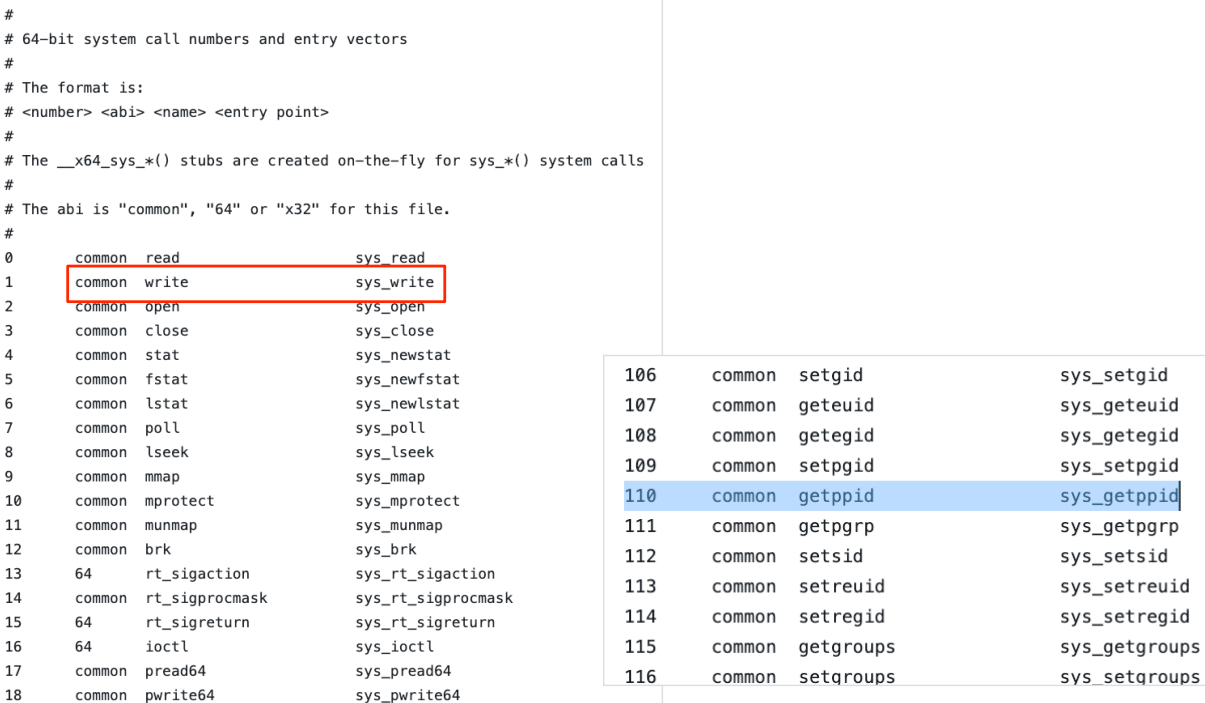 #
# 64-bit system call numbers and entry vectors
#
# The format is:
# <number> <abi> <name> <entry point>
#
# The __x64_sys_*() stubs are created on-the-fly for sys_*() system calls
#
# The abi is "common", "64" or "x32" for this file.
#
0 common read sys_read
1 common write sys_write
2 common open sys_open
3 common close sys_close
4 common stat sys_newstat
5 common fstat sys_newfstat
6 common lstat sys_newlstat
7 common poll sys_poll
8 common lseek sys_lseek
9 common mmap sys_mmap
10 common mprotect sys_mprotect
11 common munmap sys_munmap
12 common brk sys_brk
13 64 rt_sigaction sys_rt_sigaction
14 common rt_sigprocmask sys_rt_sigprocmask
15 64 rt_sigreturn sys_rt_sigreturn
16 64 ioctl sys_ioctl
17 common pread64 sys_pread64
18 common pwrite64 sys_pwrite64
106 common setgid sys_setgid
107 common geteuid sys_geteuid
108 common getegid sys_getegid
109 common setpgid sys_setpgid
110 common getppid sys_getppid
111 common getpgrp sys_getpgrp
112 common setsid sys_setsid
113 common setreuid sys_setreuid
114 common setregid sys_setregid
115 common getgroups sys_getgroups
116 common setgroups sys_setgroups